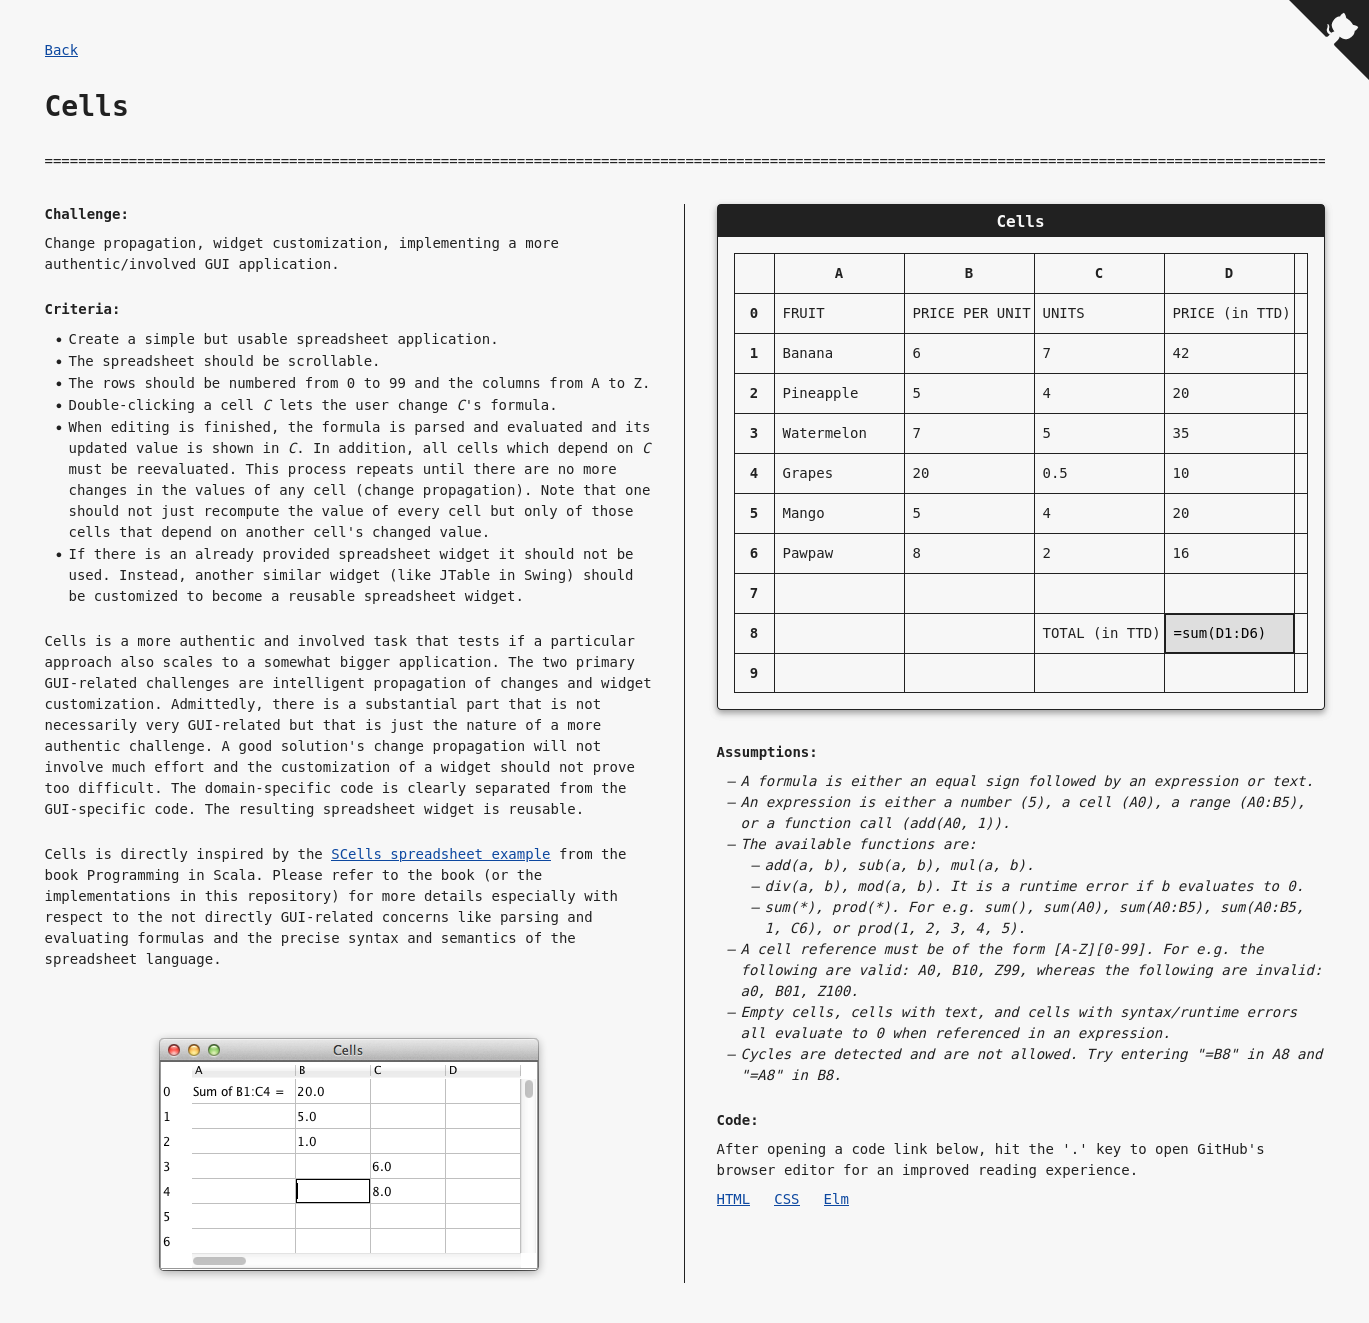 Back
Cells
========================================================================================================================================================
Challenge:
Change propagation, widget customization, implementing a more
authentic/involved GUI application.
Criteria:
• Create a simple but usable spreadsheet application.
• The spreadsheet should be scrollable.
• The rows should be numbered from 0 to 99 and the columns from A to Z.
• Double-clicking a cell C lets the user change C's formula.
• When editing is finished, the formula is parsed and evaluated and its
updated value is shown in C. In addition, all cells which depend on C
must be reevaluated. This process repeats until there are no more
changes in the values of any cell (change propagation). Note that one
should not just recompute the value of every cell but only of those
cells that depend on another cell's changed value.
• If there is an already provided spreadsheet widget it should not be
used. Instead, another similar widget (like JTable in Swing) should
be customized to become a reusable spreadsheet widget.
Cells is a more authentic and involved task that tests if a particular
approach also scales to a somewhat bigger application. The two primary
GUI-related challenges are intelligent propagation of changes and widget
customization. Admittedly, there is a substantial part that is not
necessarily very GUI-related but that is just the nature of a more
authentic challenge. A good solution's change propagation will not
involve much effort and the customization of a widget should not prove
too difficult. The domain-specific code is clearly separated from the
GUI-specific code. The resulting spreadsheet widget is reusable.
Cells is directly inspired by the SCells spreadsheet example from the
book Programming in Scala. Please refer to the book (or the
implementations in this repository) for more details especially with
respect to the not directly GUI-related concerns like parsing and
evaluating formulas and the precise syntax and semantics of the
spreadsheet language.
Cells
A B C D
0 Sum of B1:C4 = 20.0
1 5.0
2 1.0
3 6.0
4 8.0
5
6
Cells
A B C D
0 FRUIT PRICE PER UNIT UNITS PRICE (in TTD)
1 Banana 6 7 42
2 Pineapple 5 4 20
3 Watermelon 7 5 35
4 Grapes 20 0.5 10
5 Mango 5 4 20
6 Pawpaw 8 2 16
7
8 TOTAL (in TTD) =sum(D1:D6)
9
Assumptions:
– A formula is either an equal sign followed by an expression or text.
– An expression is either a number (5), a cell (A0), a range (A0:B5),
or a function call (add(A0, 1)).
– The available functions are:
– add(a, b), sub(a, b), mul(a, b).
– div(a, b), mod(a, b). It is a runtime error if b evaluates to 0.
– sum(*), prod(*). For e.g. sum(), sum(A0), sum(A0:B5), sum(A0:B5,
1, C6), or prod(1, 2, 3, 4, 5).
– A cell reference must be of the form [A-Z][0-99]. For e.g. the
following are valid: A0, B10, Z99, whereas the following are invalid:
a0, B01, Z100.
– Empty cells, cells with text, and cells with syntax/runtime errors
all evaluate to 0 when referenced in an expression.
– Cycles are detected and are not allowed. Try entering "=B8" in A8 and
"=A8" in B8.
Code:
After opening a code link below, hit the '.' key to open GitHub's
browser editor for an improved reading experience.
HTML CSS Elm